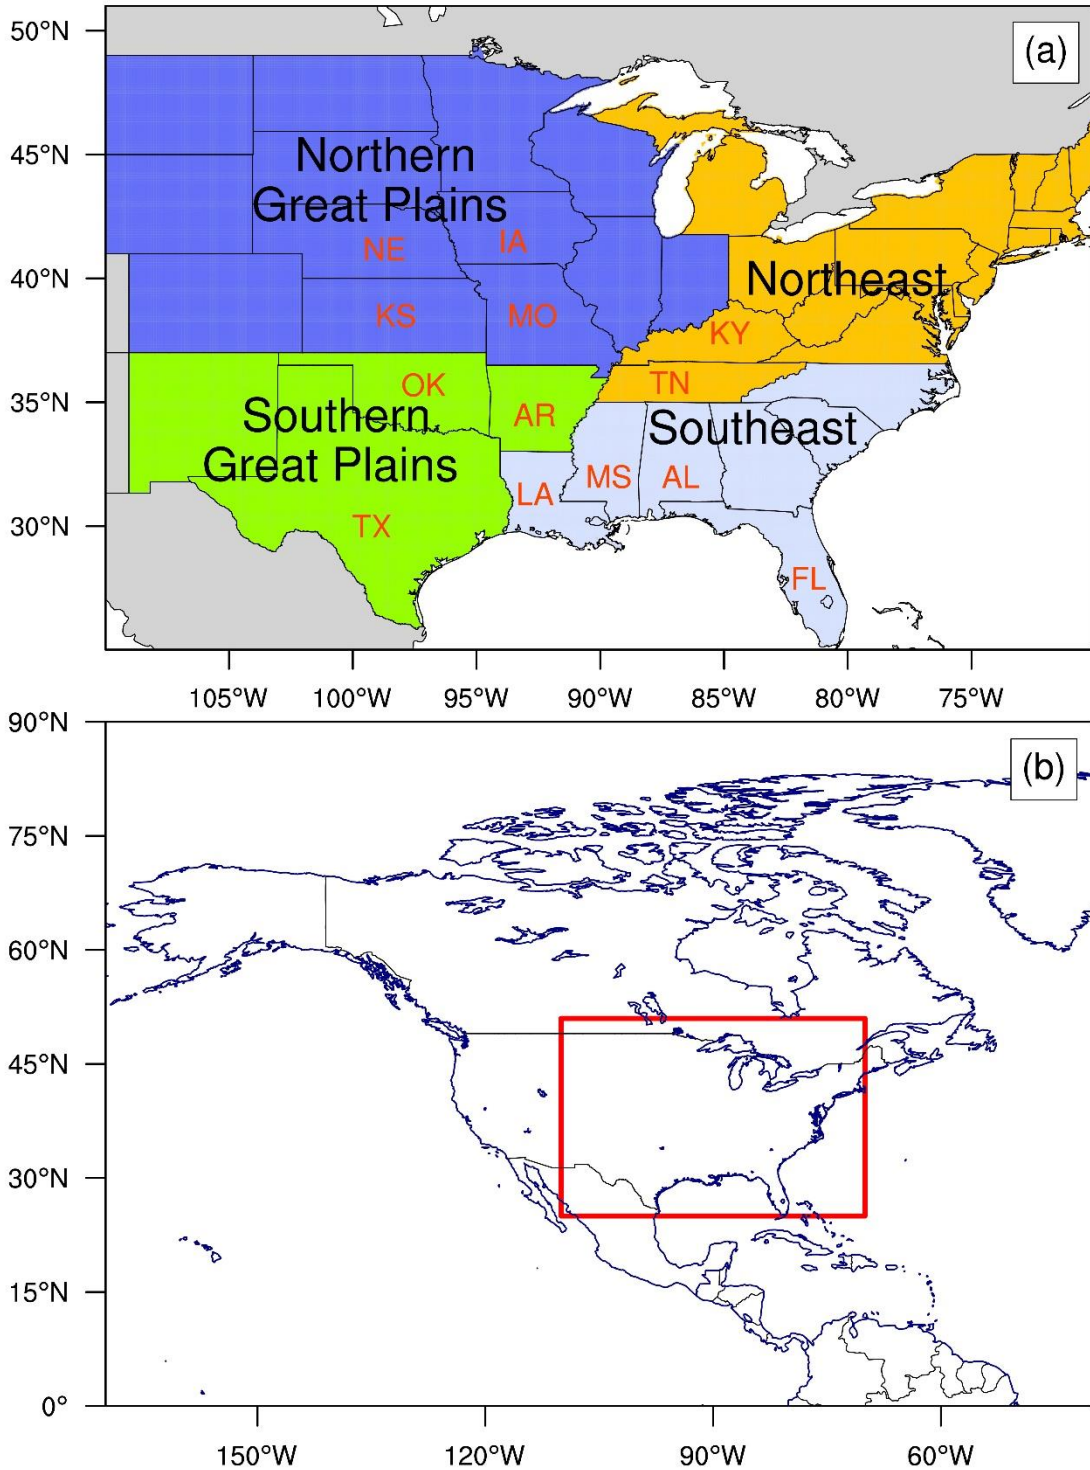 50°N
(a)
45°N
Northern
Great Plains
NE
IA
40°N
Northeast
KS
MO
KY
OK
TN
35°N
AR
Southern
Southeast
Great Plains
LA
MS
AL
30°N
TX
FL
105°W
100°W
95°W
90°W
85°W
80°W
75°W
90°N
(b)
75°N
60°N
45°N
30°N
15°N
0°
150°W
120°W
90°W
60°W